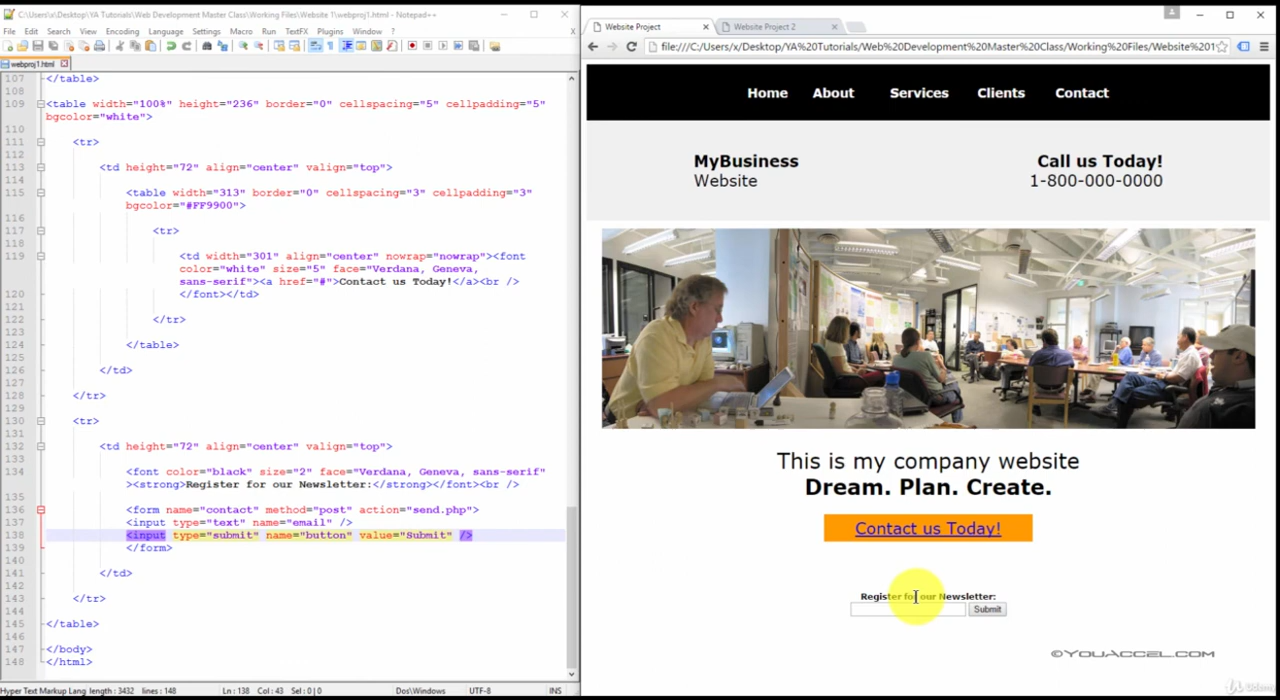 C:\Users\x\Desktop\YA Tutorials\Web Development Master Class\Working Files\Website 1\webproj1.html - Notepad++
File Edit Search View Encoding Language Settings Macro Run TextFX Plugins Window ?
X
webproj1.html
107 </table>
108
109 <table width="100%" height="236" border="0" cellspacing="5" cellpadding="5"
bgcolor="white">
110
111 <tr>
112
113 <td height="72" align="center" valign="top">
114
115 <table width="313" border="0" cellspacing="3" cellpadding="3"
bgcolor="#FF9900">
116
117 <tr>
118
119 <td width="301" align="center" nowrap="nowrap"><font
color="white" size="5" face="Verdana, Geneva,
sans-serif"><a href="#">Contact us Today!</a><br />
120 </font></td>
121
122 </tr>
123
124 </table>
125
126 </td>
127
128 </tr>
129
130 <tr>
131
132 <td height="72" align="center" valign="top">
133
134 <font color="black" size="2" face="Verdana, Geneva, sans-serif"
><strong>Register for our Newsletter:</strong></font><br />
135
136 <form name="contact" method="post" action="send.php">
137 <input type="text" name="email" />
138 <input type="submit" name="button" value="Submit" />
139 </form>
140
141 </td>
142
143 </tr>
144
145 </table>
146
147 </body>
148 </html>
Hyper Text Markup Lang length : 3432 lines : 148 Ln : 138 Col : 43 Sel : 0 | 0 Dos\Windows UTF-8 INS
Website Project
Website Project 2
file:///C:/Users/x/Desktop/YA%20Tutorials/Web%20Development%20Master%20Class/Working%20Files/Website%201
Home About Services Clients Contact
MyBusiness
Website
Call us Today!
1-800-000-0000
This is my company website
Dream. Plan. Create.
Contact us Today!
Register for our Newsletter:
Submit
©YOUACCEL.COM
Udemy